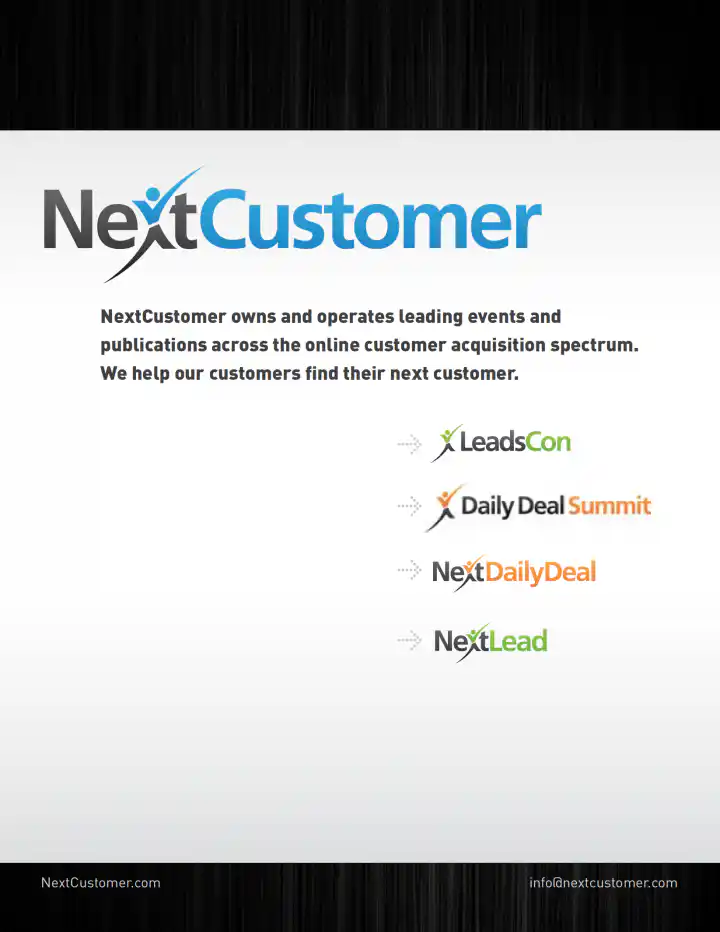 NextCustomer
NextCustomer owns and operates leading events and
publications across the online customer acquisition spectrum.
We help our customers find their next customer.
LeadsCon
Daily Deal Summit
NextDailyDeal
NextLead
NextCustomer.com
info@nextcustomer.com